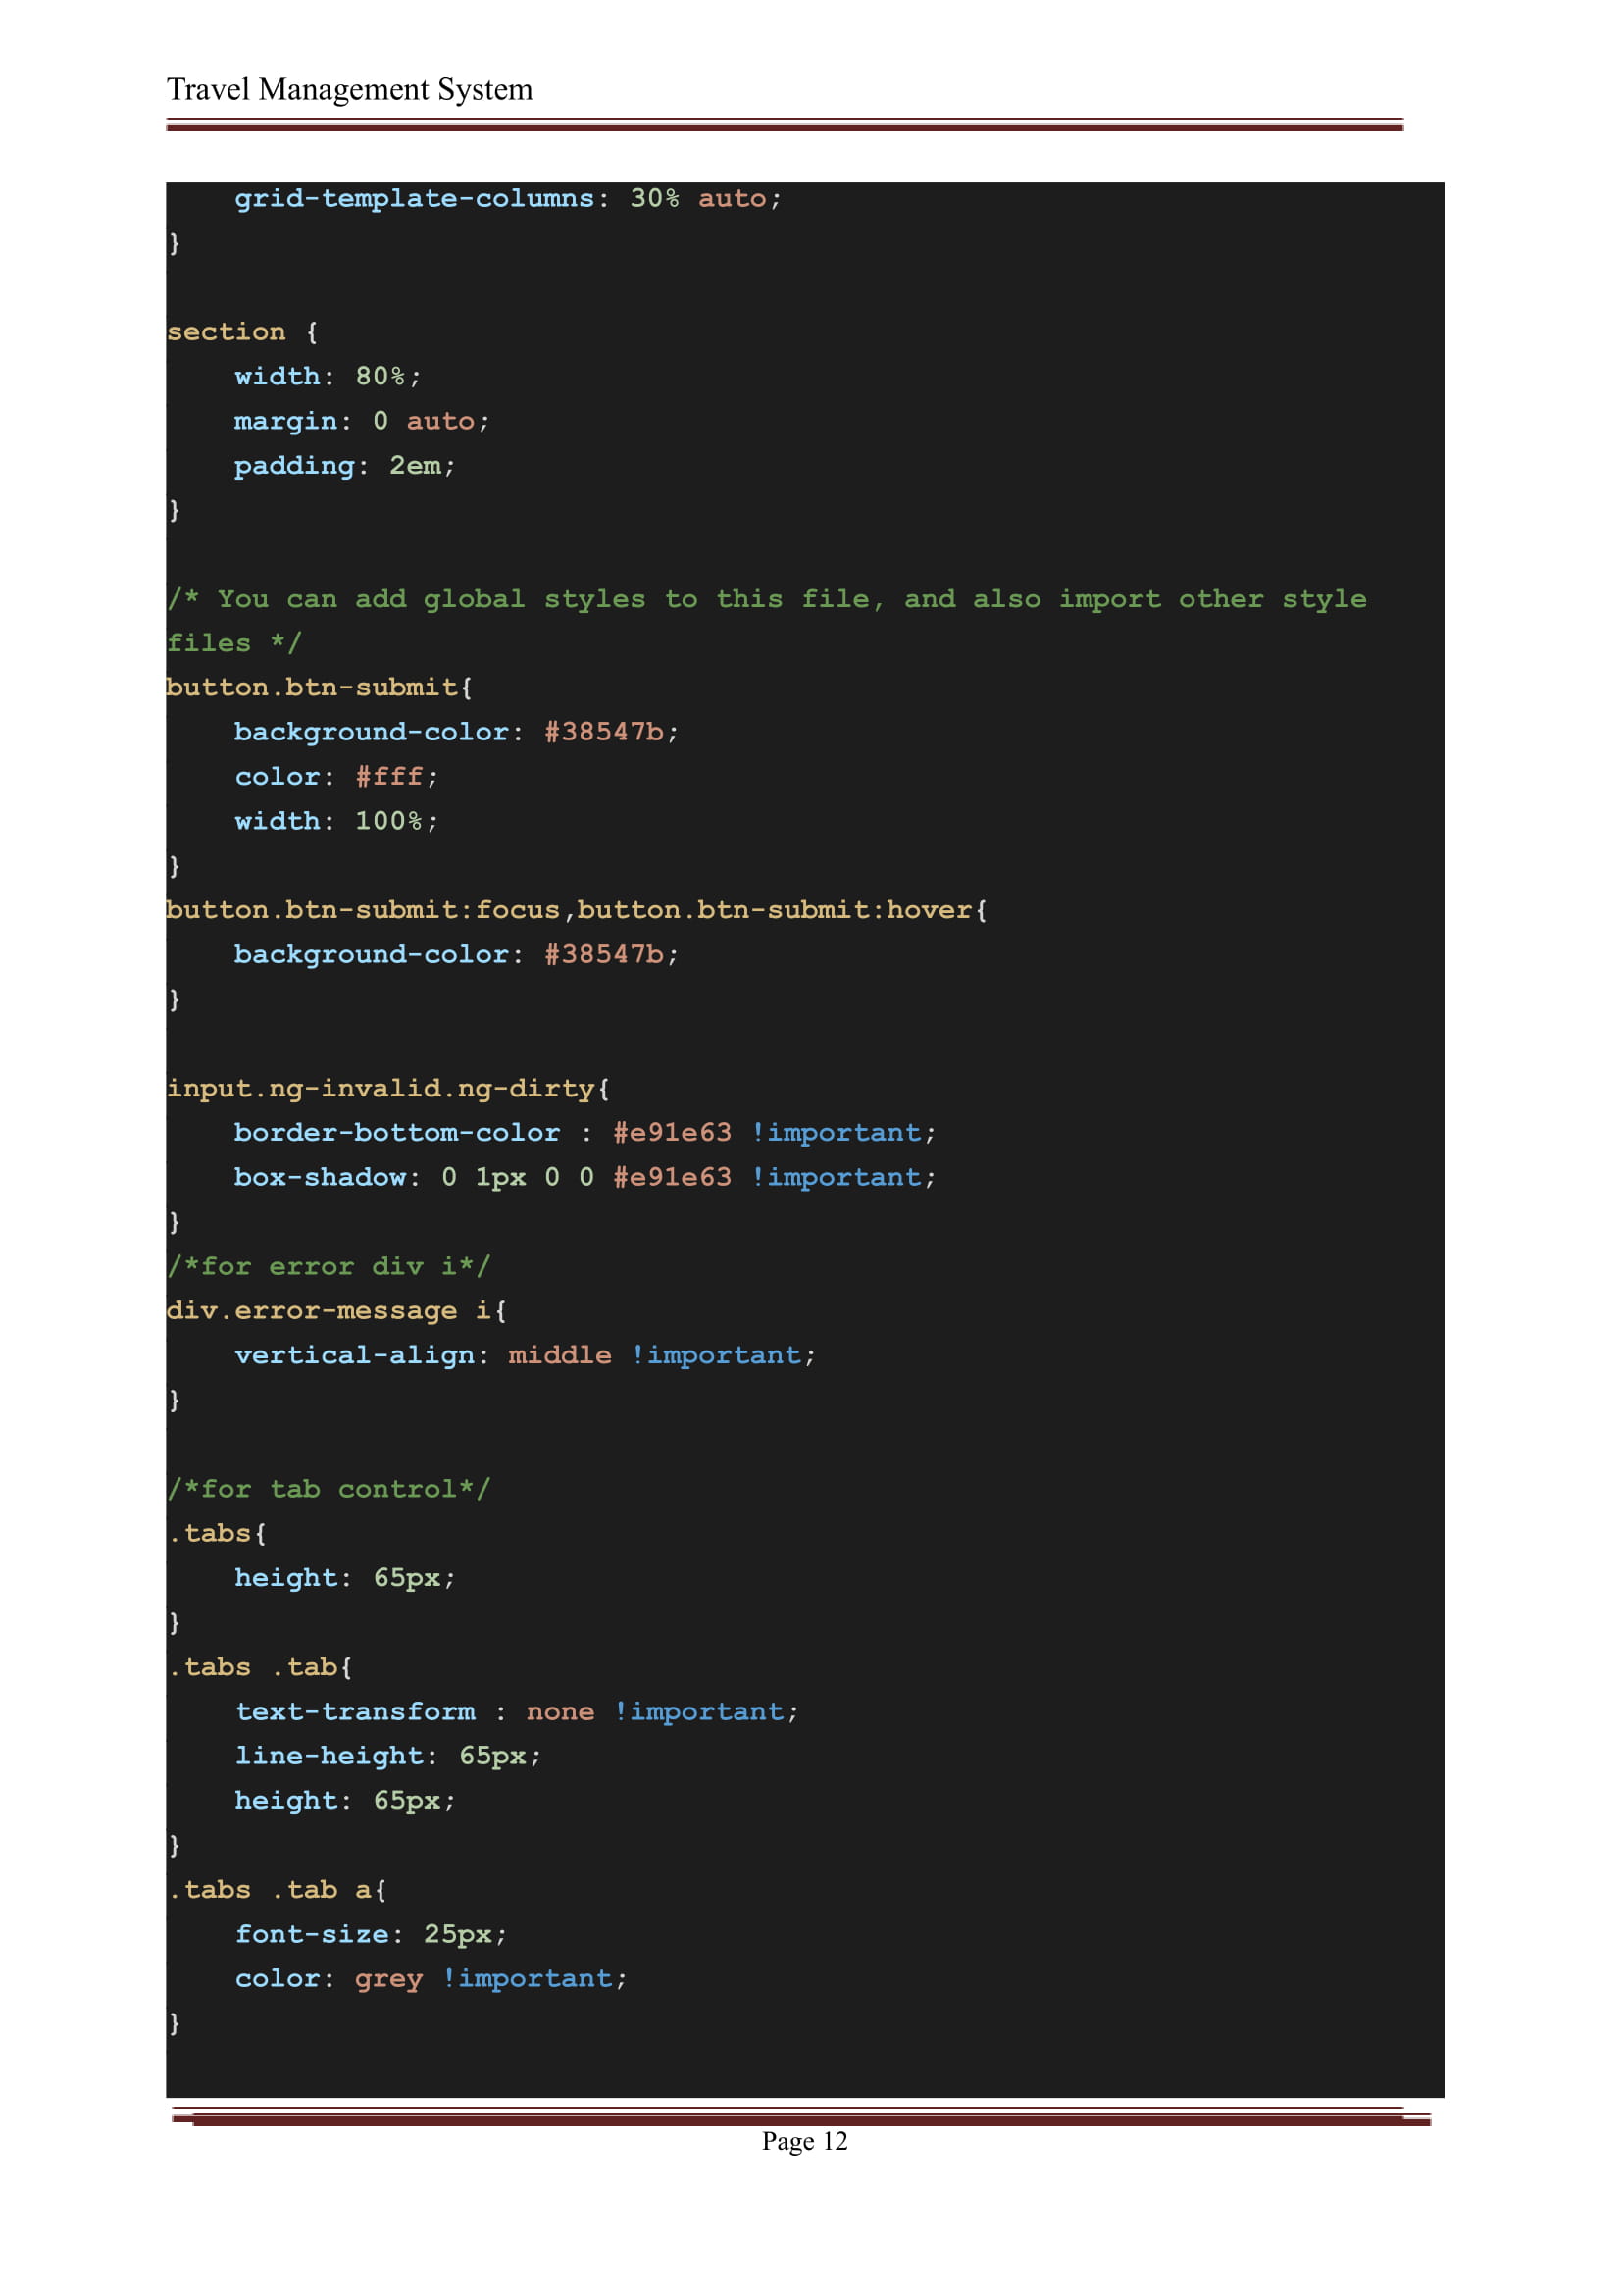 Travel Management System
    grid-template-columns: 30% auto;
}
section {
    width: 80%;
    margin: 0 auto;
    padding: 2em;
}
/* You can add global styles to this file, and also import other style
files */
button.btn-submit{
    background-color: #38547b;
    color: #fff;
    width: 100%;
}
button.btn-submit:focus,button.btn-submit:hover{
    background-color: #38547b;
}
input.ng-invalid.ng-dirty{
    border-bottom-color : #e91e63 !important;
    box-shadow: 0 1px 0 0 #e91e63 !important;
}
/*for error div i*/
div.error-message i{
    vertical-align: middle !important;
}
/*for tab control*/
.tabs{
    height: 65px;
}
.tabs .tab{
    text-transform : none !important;
    line-height: 65px;
    height: 65px;
}
.tabs .tab a{
    font-size: 25px;
    color: grey !important;
}
Page 12